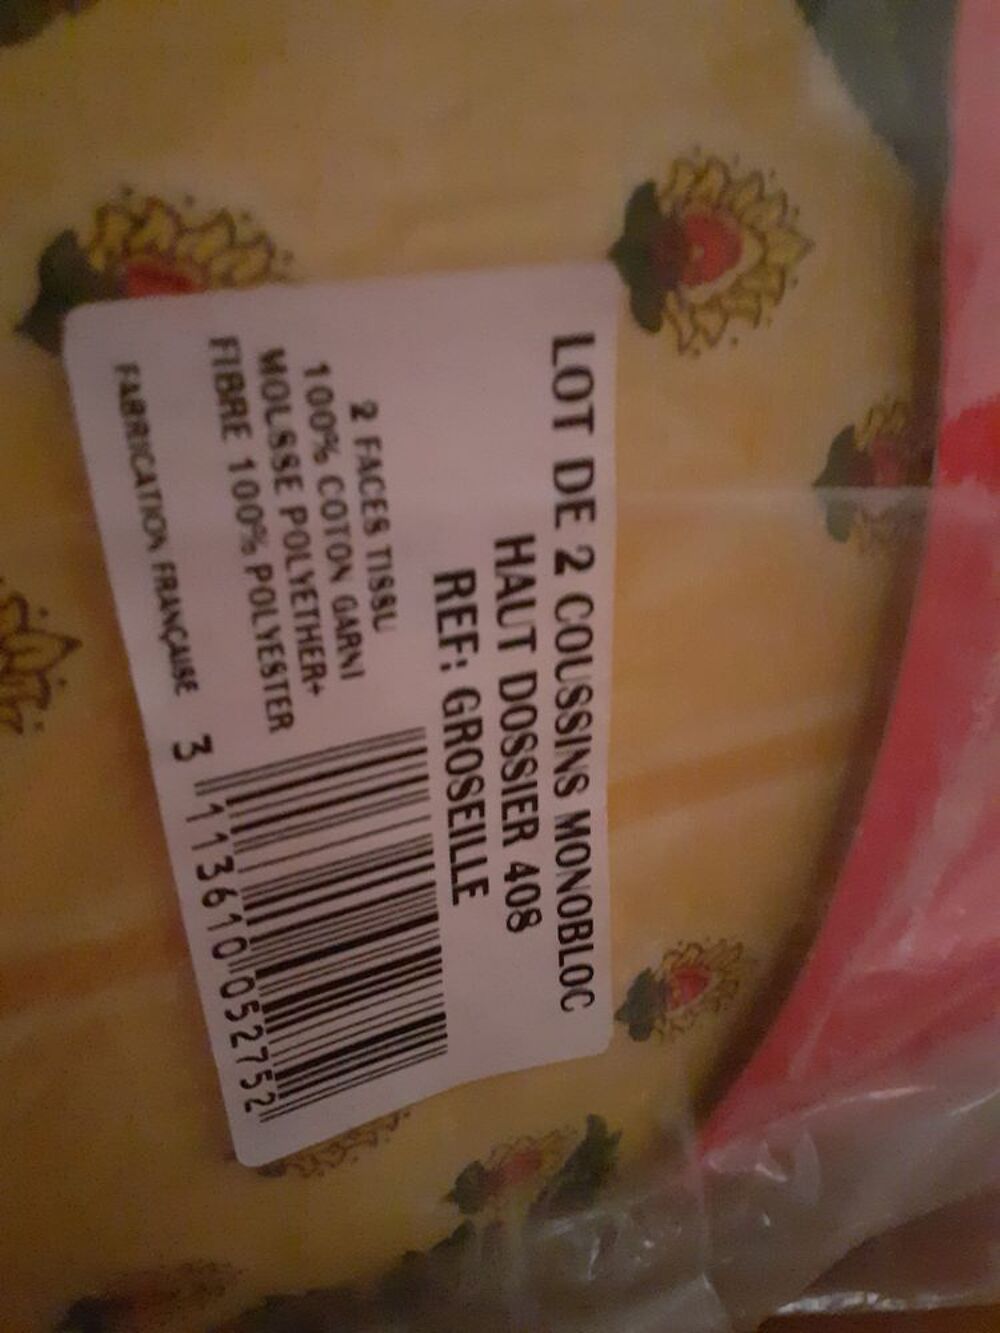 LOT DE 2 COUSSINS MONOBLOC
HAUT DOSSIER 408
REF: GROSEILLE
2 FACES TISSU
100% COTON GARNI
MOUSSE POLYETHER+
FIBRE 100% POLYESTER
FABRICATION FRANÇAISE
3 113610 052752